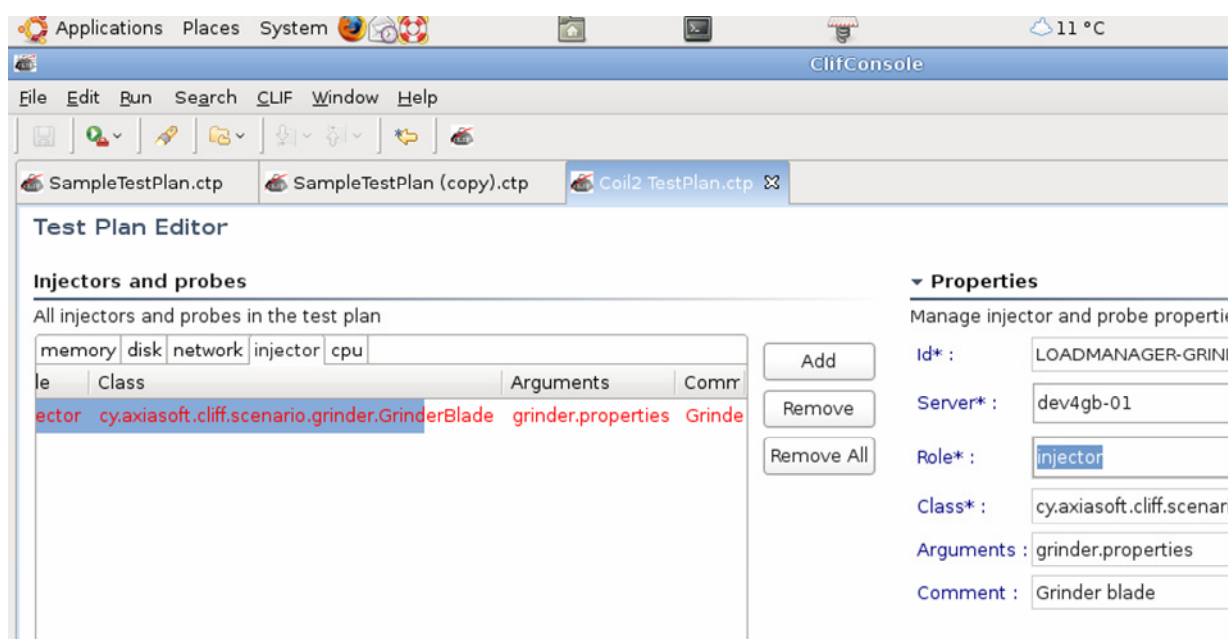 Applications Places System 11 °C
ClifConsole
File Edit Run Search CLIF Window Help
SampleTestPlan.ctp SampleTestPlan (copy).ctp Coil2 TestPlan.ctp
Test Plan Editor
Injectors and probes
All injectors and probes in the test plan
memory disk network injector cpu
le Class Arguments Comm
ector cy.axiasoft.cliff.scenario.grinder.GrinderBlade grinder.properties Grinde
Add
Remove
Remove All
Properties
Manage injector and probe propertie
Id* : LOADMANAGER-GRIN
Server* : dev4gb-01
Role* : injector
Class* : cy.axiasoft.cliff.scenari
Arguments : grinder.properties
Comment : Grinder blade